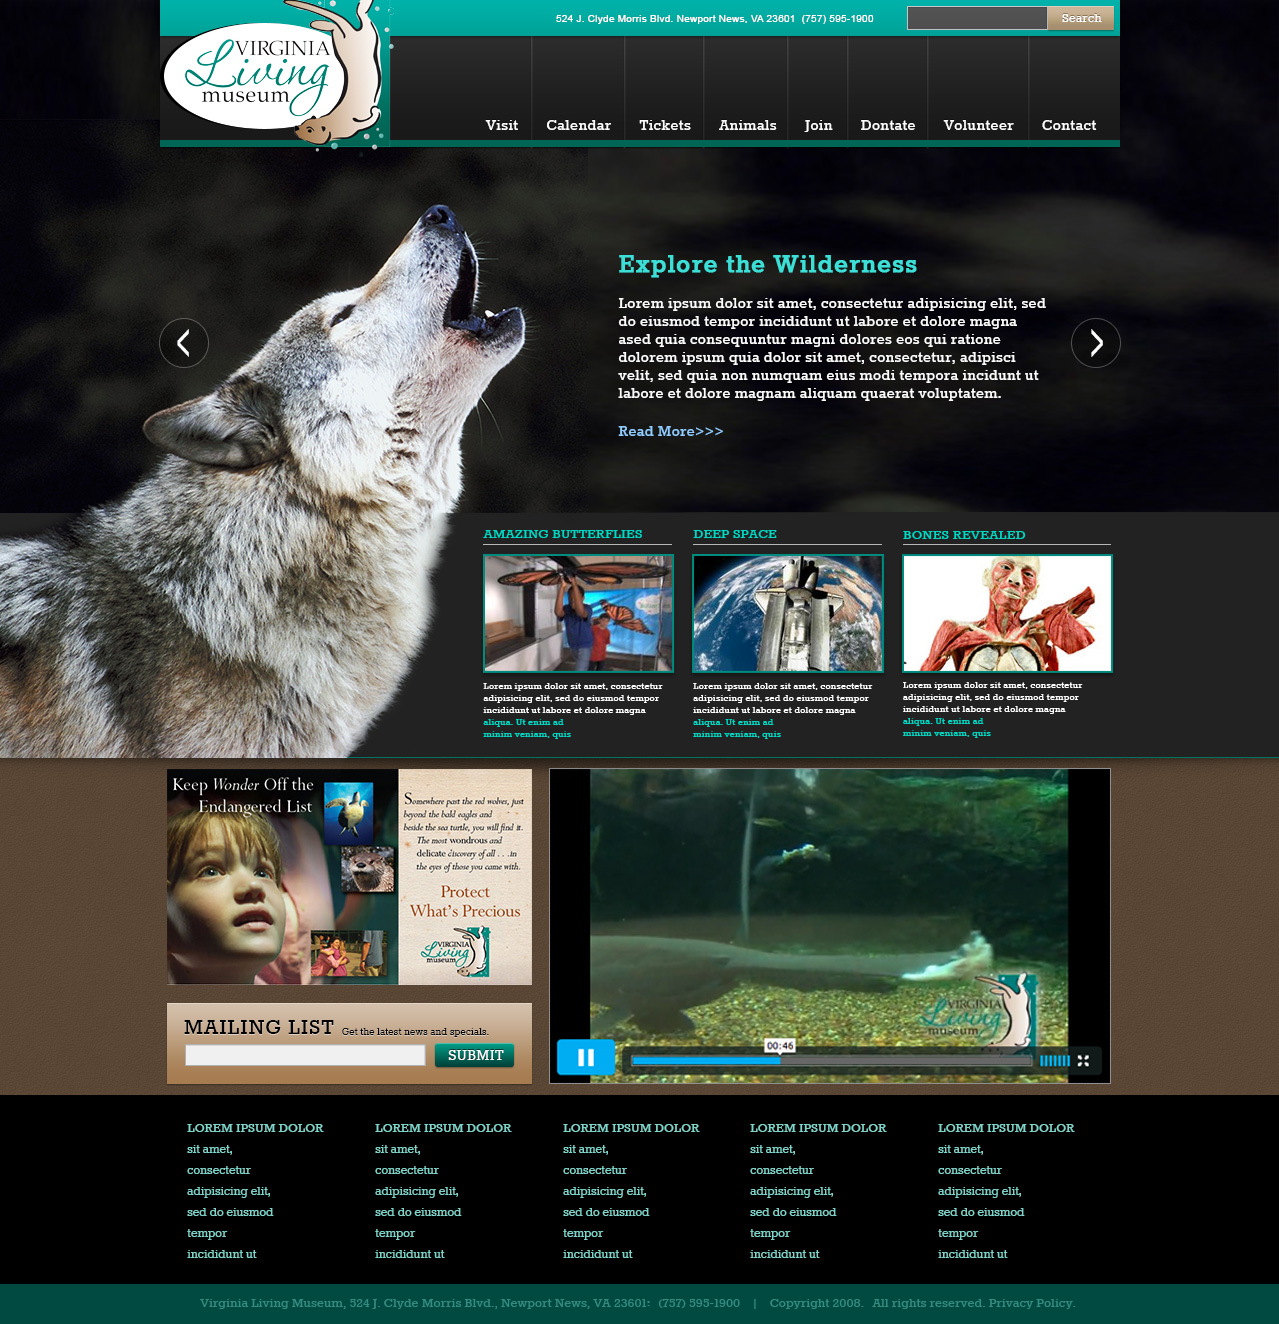 VIRGINIA
Living
museum
524 J. Clyde Morris Blvd. Newport News, VA 23601 (757) 595-1900
Search
Visit Calendar Tickets Animals Join Dontate Volunteer Contact
Explore the Wilderness
Lorem ipsum dolor sit amet, consectetur adipisicing elit, sed
do eiusmod tempor incididunt ut labore et dolore magna
ased quia consequuntur magni dolores eos qui ratione
dolorem ipsum quia dolor sit amet, consectetur, adipisci
velit, sed quia non numquam eius modi tempora incidunt ut
labore et dolore magnam aliquam quaerat voluptatem.
Read More>>>
AMAZING BUTTERFLIES
Lorem ipsum dolor sit amet, consectetur
adipisicing elit, sed do eiusmod tempor
incididunt ut labore et dolore magna
aliqua. Ut enim ad
minim veniam, quis
DEEP SPACE
Lorem ipsum dolor sit amet, consectetur
adipisicing elit, sed do eiusmod tempor
incididunt ut labore et dolore magna
aliqua. Ut enim ad
minim veniam, quis
BONES REVEALED
Lorem ipsum dolor sit amet, consectetur
adipisicing elit, sed do eiusmod tempor
incididunt ut labore et dolore magna
aliqua. Ut enim ad
minim veniam, quis
Keep Wonder Off the
Endangered List
Somewhere past the red wolves, just
beyond the bald eagles and
beside the sea turtle, you will find it.
The most wondrous and
delicate discovery of all . . .in
the eyes of those you came with.
Protect
What's Precious
VIRGINIA
Living
museum
MAILING LIST Get the latest news and specials.
SUBMIT
VIRGINIA
Living
museum
00:46
LOREM IPSUM DOLOR
sit amet,
consectetur
adipisicing elit,
sed do eiusmod
tempor
incididunt ut
LOREM IPSUM DOLOR
sit amet,
consectetur
adipisicing elit,
sed do eiusmod
tempor
incididunt ut
LOREM IPSUM DOLOR
sit amet,
consectetur
adipisicing elit,
sed do eiusmod
tempor
incididunt ut
LOREM IPSUM DOLOR
sit amet,
consectetur
adipisicing elit,
sed do eiusmod
tempor
incididunt ut
LOREM IPSUM DOLOR
sit amet,
consectetur
adipisicing elit,
sed do eiusmod
tempor
incididunt ut
Virginia Living Museum, 524 J. Clyde Morris Blvd., Newport News, VA 23601: (757) 595-1900 | Copyright 2008. All rights reserved. Privacy Policy.